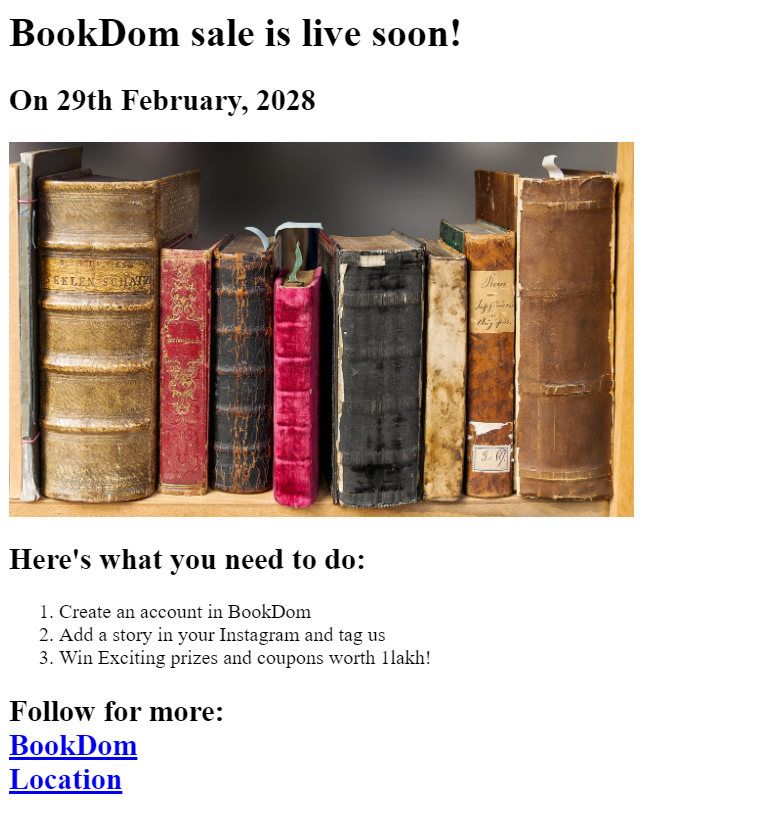 BookDom sale is live soon!
On 29th February, 2028
SEELEN SCHATZ
Here's what you need to do:
1. Create an account in BookDom
2. Add a story in your Instagram and tag us
3. Win Exciting prizes and coupons worth 1lakh!
Follow for more:
BookDom
Location